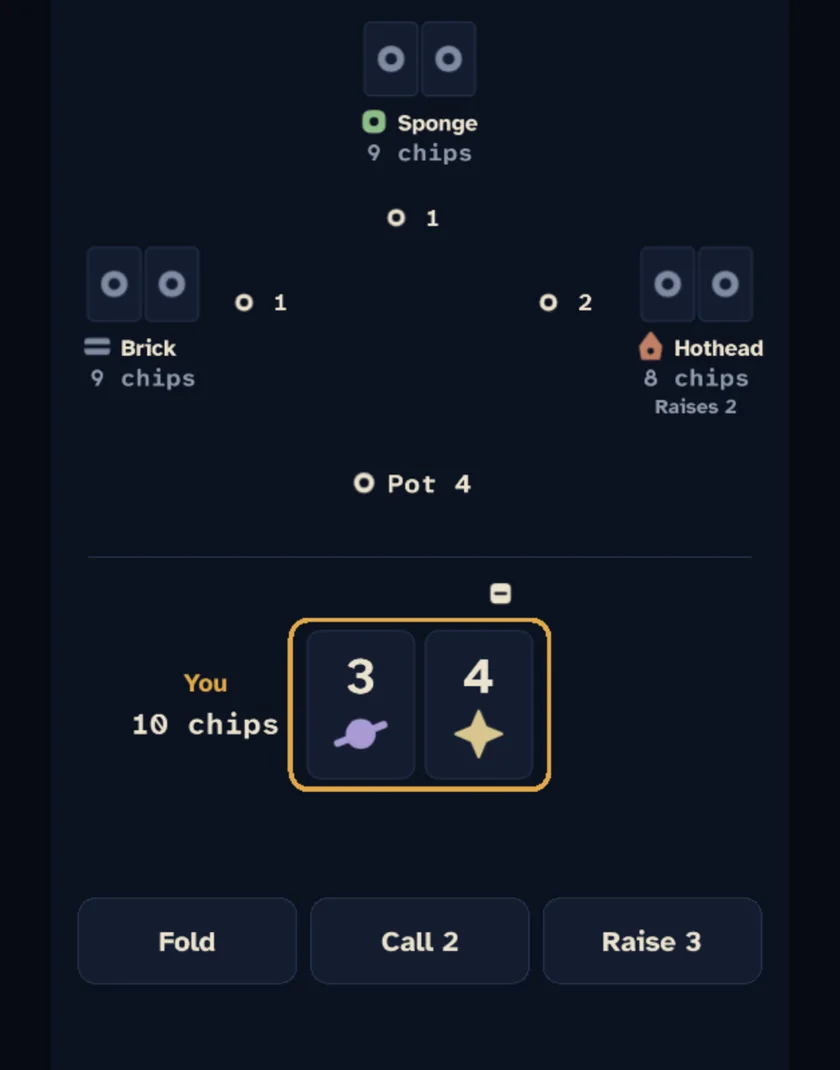 Sponge
9 chips
1
1
2
Brick
9 chips
Hothead
8 chips
Raises 2
Pot 4
3 4
You
10 chips
Fold
Call 2
Raise 3